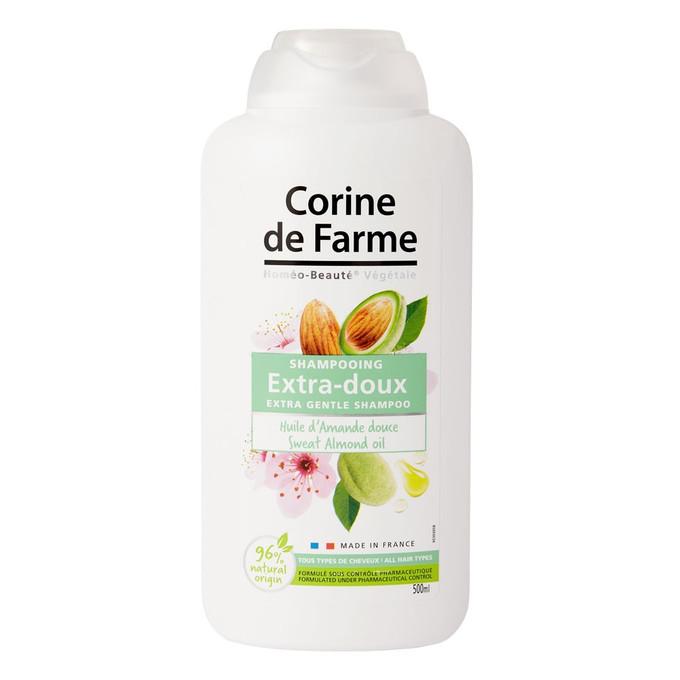 Corine
de Farme
Homéo-Beauté® Végétale
SHAMPOOING
Extra-doux
EXTRA GENTLE SHAMPOO
Huile d'Amande douce
Sweat Almond oil
MADE IN FRANCE
96%
natural
origin
TOUS TYPES DE CHEVEUX | ALL HAIR TYPES
FORMULÉ SOUS CONTRÔLE PHARMACEUTIQUE
FORMULATED UNDER PHARMACEUTICAL CONTROL
500ml